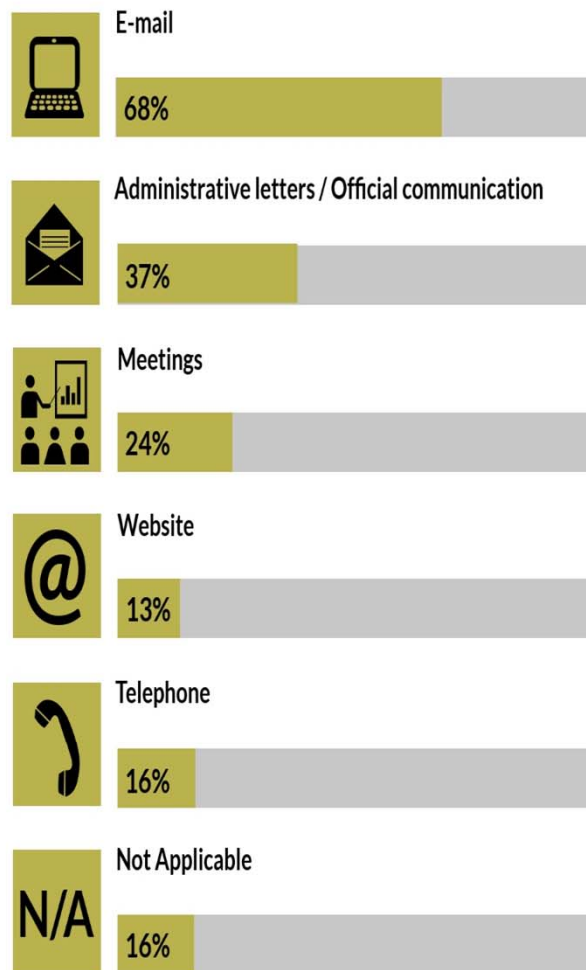 E-mail
68%
Administrative letters / Official communication
37%
Meetings
24%
Website
@
13%
Telephone
16%
Not Applicable
N/A
16%